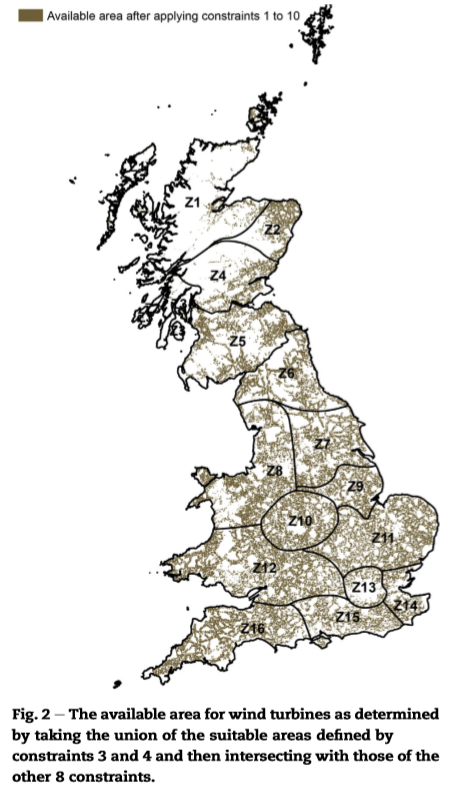 Available area after applying constraints 1 to 10
Z1
Z2
Z4
Z3
Z5
Z6
Z7
Z8
Z9
Z10
Z11
Z12
Z13
Z14
Z15
Z16
Fig. 2 – The available area for wind turbines as determined
by taking the union of the suitable areas defined by
constraints 3 and 4 and then intersecting with those of the
other 8 constraints.